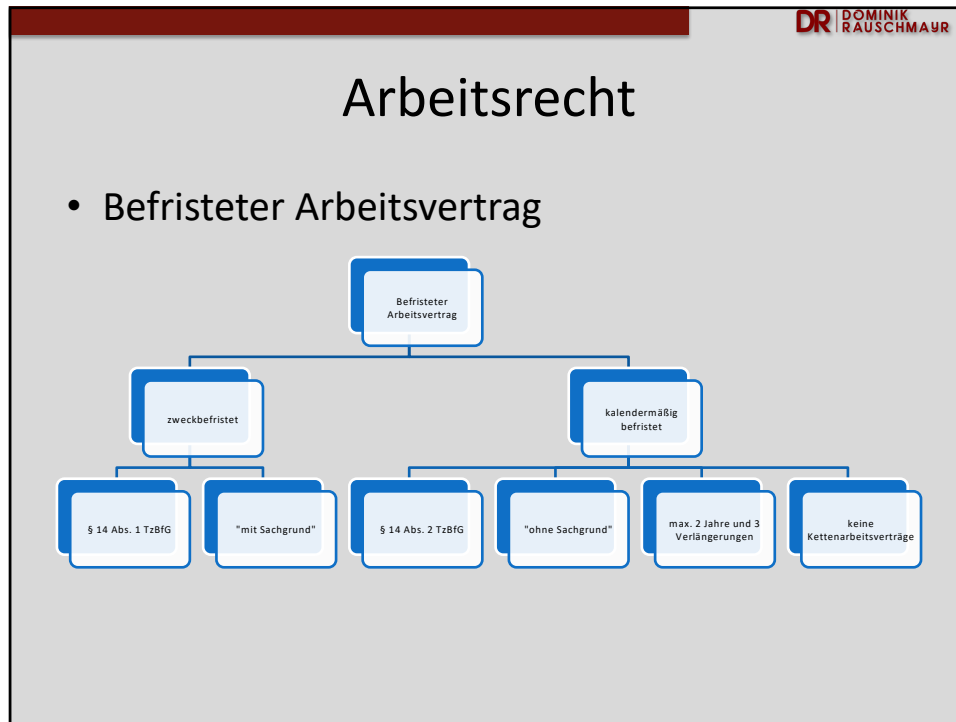 DR DOMINIK
RAUSCHMAYR
Arbeitsrecht
• Befristeter Arbeitsvertrag
Befristeter
Arbeitsvertrag
zweckbefristet
kalendermäßig
befristet
§ 14 Abs. 1 TzBfG
"mit Sachgrund"
§ 14 Abs. 2 TzBfG
"ohne Sachgrund"
max. 2 Jahre und 3
Verlängerungen
keine
Kettenarbeitsverträge